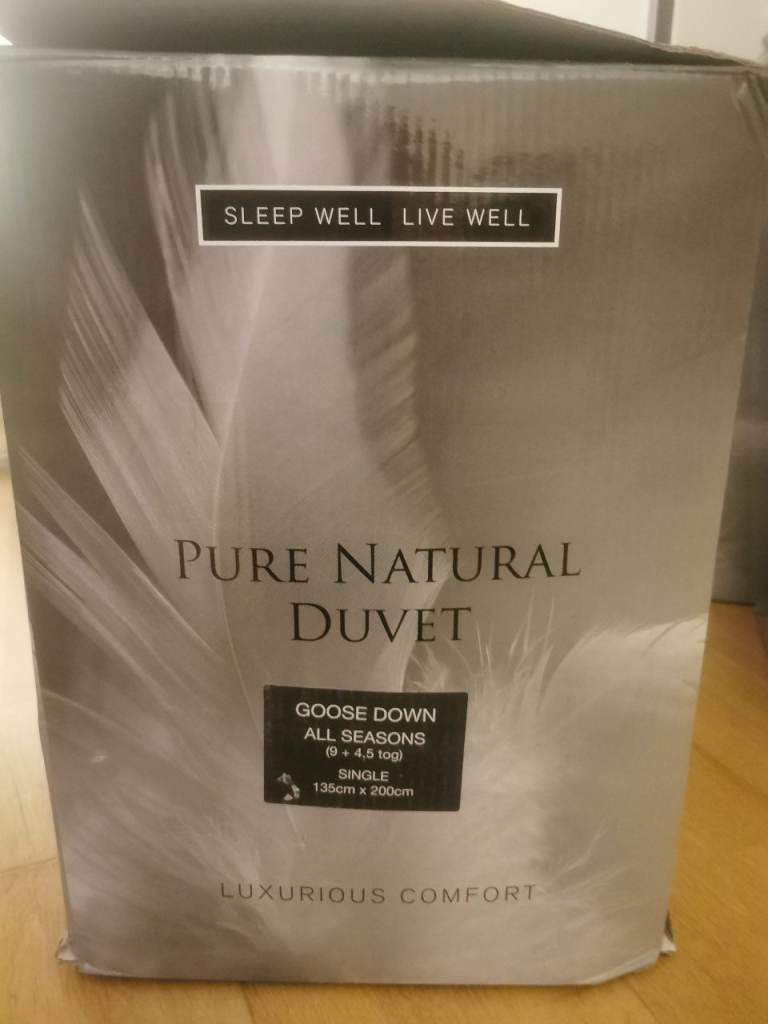 SLEEP WELL LIVE WELL
PURE NATURAL
DUVET
GOOSE DOWN
ALL SEASONS
(9 + 4,5 tog)
SINGLE
135cm x 200cm
LUXURIOUS COMFORT